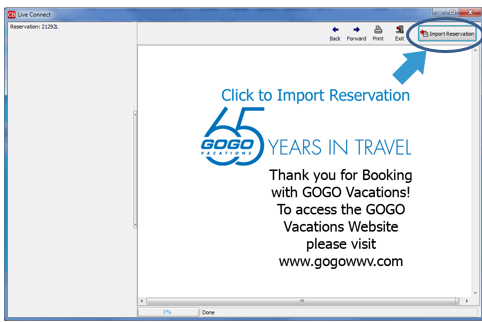 CB Live Connect
Reservation: 21292L
Back Forward Print Exit Import Reservation
Click to Import Reservation
65
GOGO
VACATIONS
YEARS IN TRAVEL
Thank you for Booking
with GOGO Vacations!
To access the GOGO
Vacations Website
please visit
www.gogowwv.com
0% Done